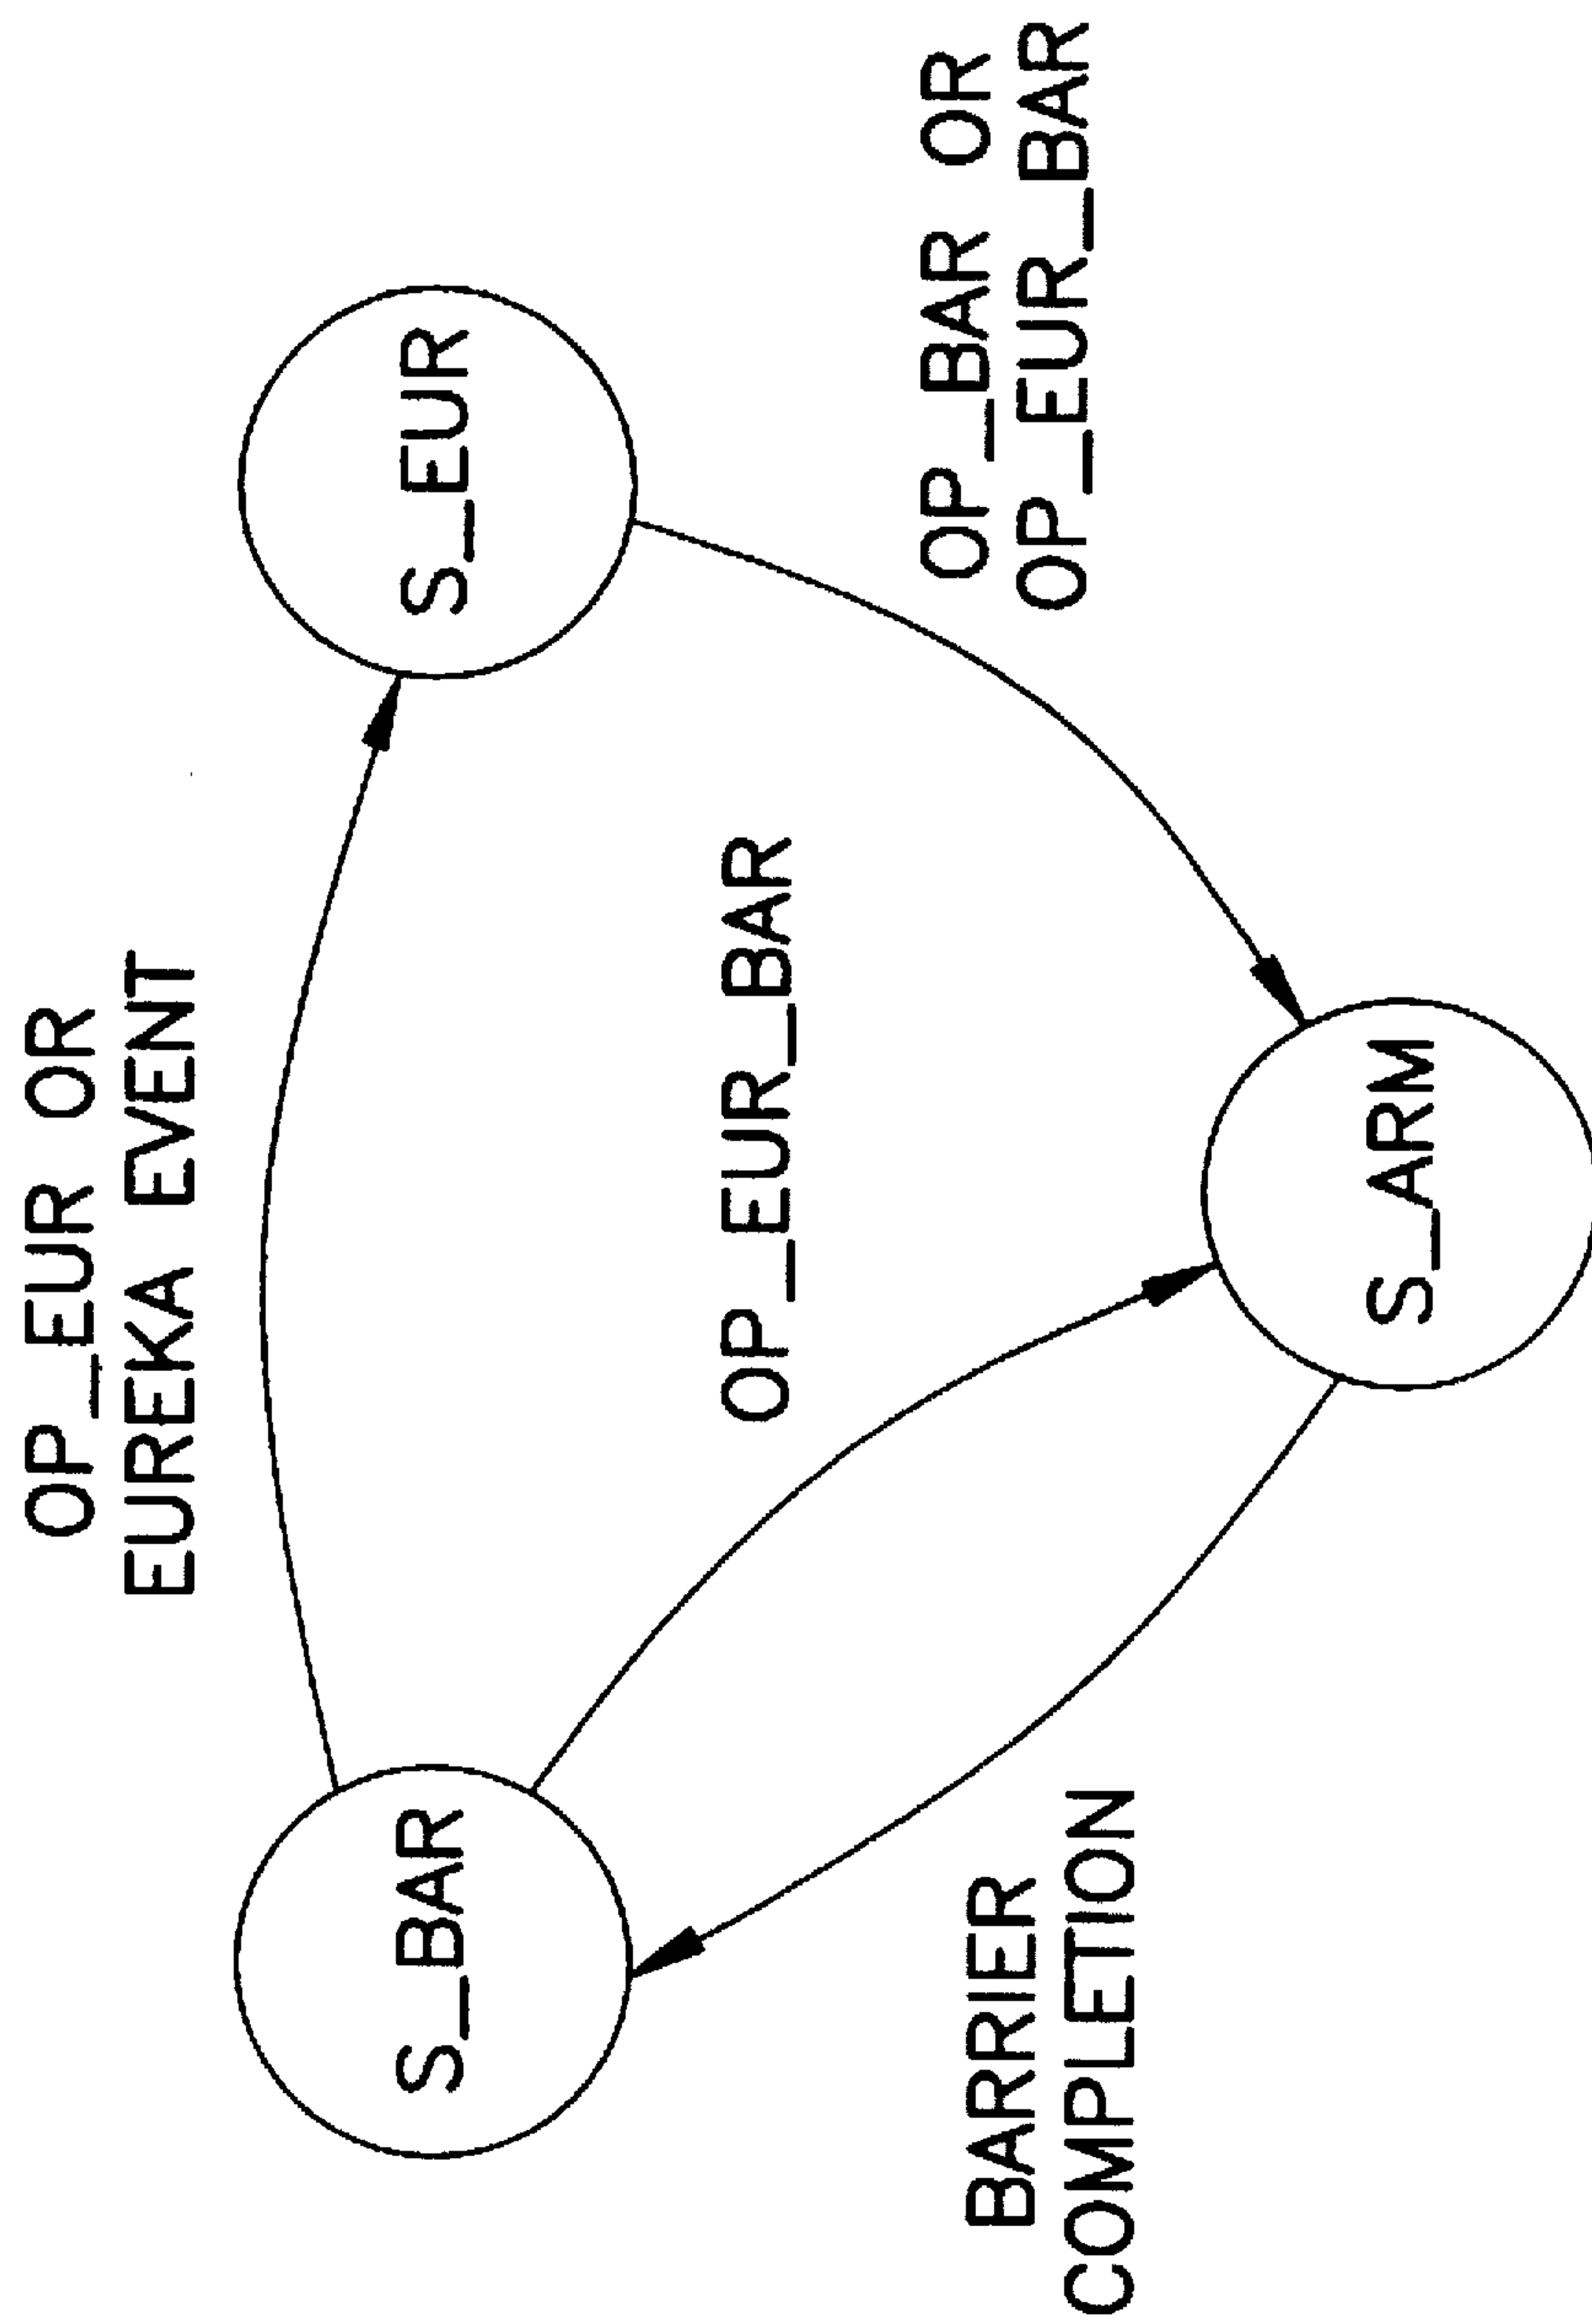 OP_EUR OR
EUREKA EVENT
S_BAR
S_EUR
OP_EUR_BAR
OP_BAR OR
OP_EUR_BAR
BARRIER
COMPLETION
S_ARM